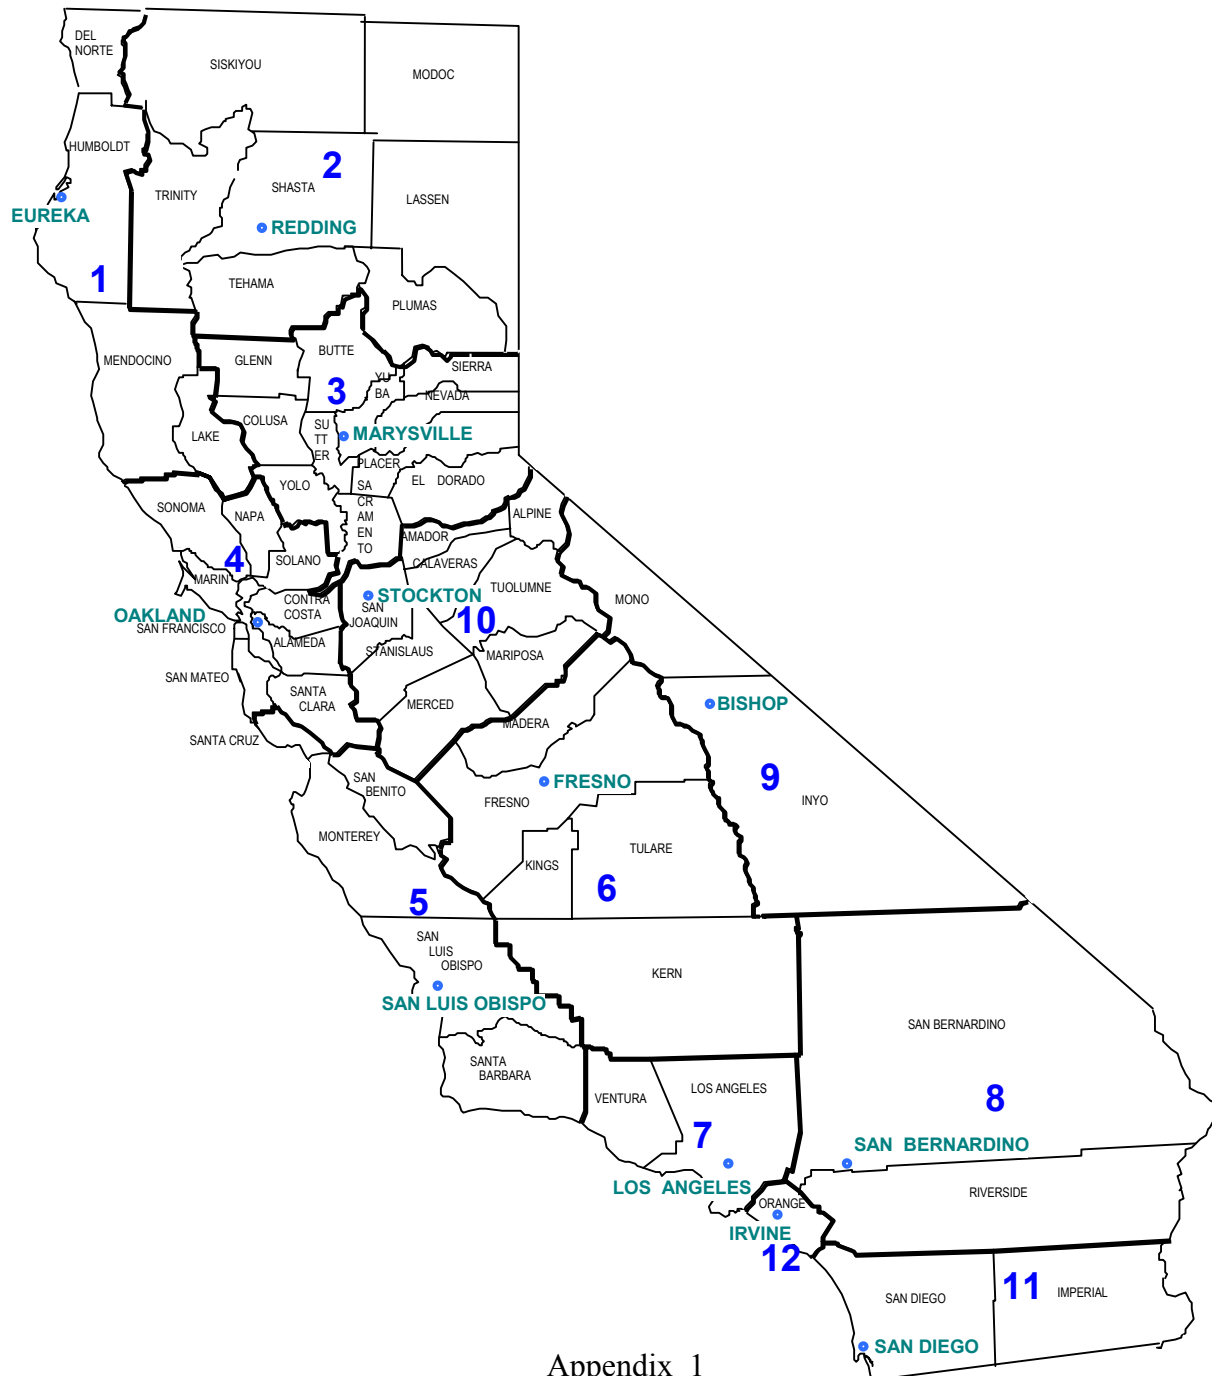 DEL
NORTE
SISKIYOU
MODOC
HUMBOLDT
2
TRINITY
SHASTA
LASSEN
EUREKA
REDDING
1
TEHAMA
PLUMAS
MENDOCINO
GLENN
BUTTE
SIERRA
YU
BA
3
NEVADA
COLUSA
SU
TT
ER
MARYSVILLE
LAKE
PLACER
YOLO
EL DORADO
SA
CR
AM
EN
TO
SONOMA
NAPA
ALPINE
AMADOR
4
SOLANO
CALAVERAS
MARIN
TUOLUMNE
CONTRA
COSTA
STOCKTON
MONO
OAKLAND
SAN
JOAQUIN
10
SAN FRANCISCO
ALAMEDA
STANISLAUS
MARIPOSA
SAN MATEO
SANTA
CLARA
MERCED
BISHOP
MADERA
SANTA CRUZ
SAN
BENITO
FRESNO
9
FRESNO
INYO
MONTEREY
TULARE
KINGS
5
6
SAN
LUIS
OBISPO
KERN
SAN LUIS OBISPO
SAN BERNARDINO
SANTA
BARBARA
VENTURA
LOS ANGELES
8
7
SAN BERNARDINO
LOS ANGELES
RIVERSIDE
ORANGE
IRVINE
12
11
SAN DIEGO
IMPERIAL
SAN DIEGO
Appendix 1